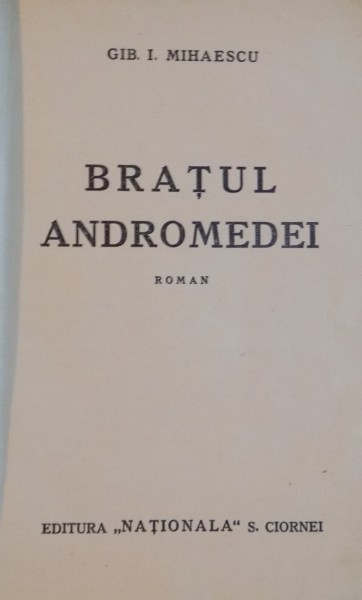 GIB. I. MIHAESCU
BRAȚUL
ANDROMEDEI
ROMAN
EDITURA „NAȚIONALA“ S. CIORNEI